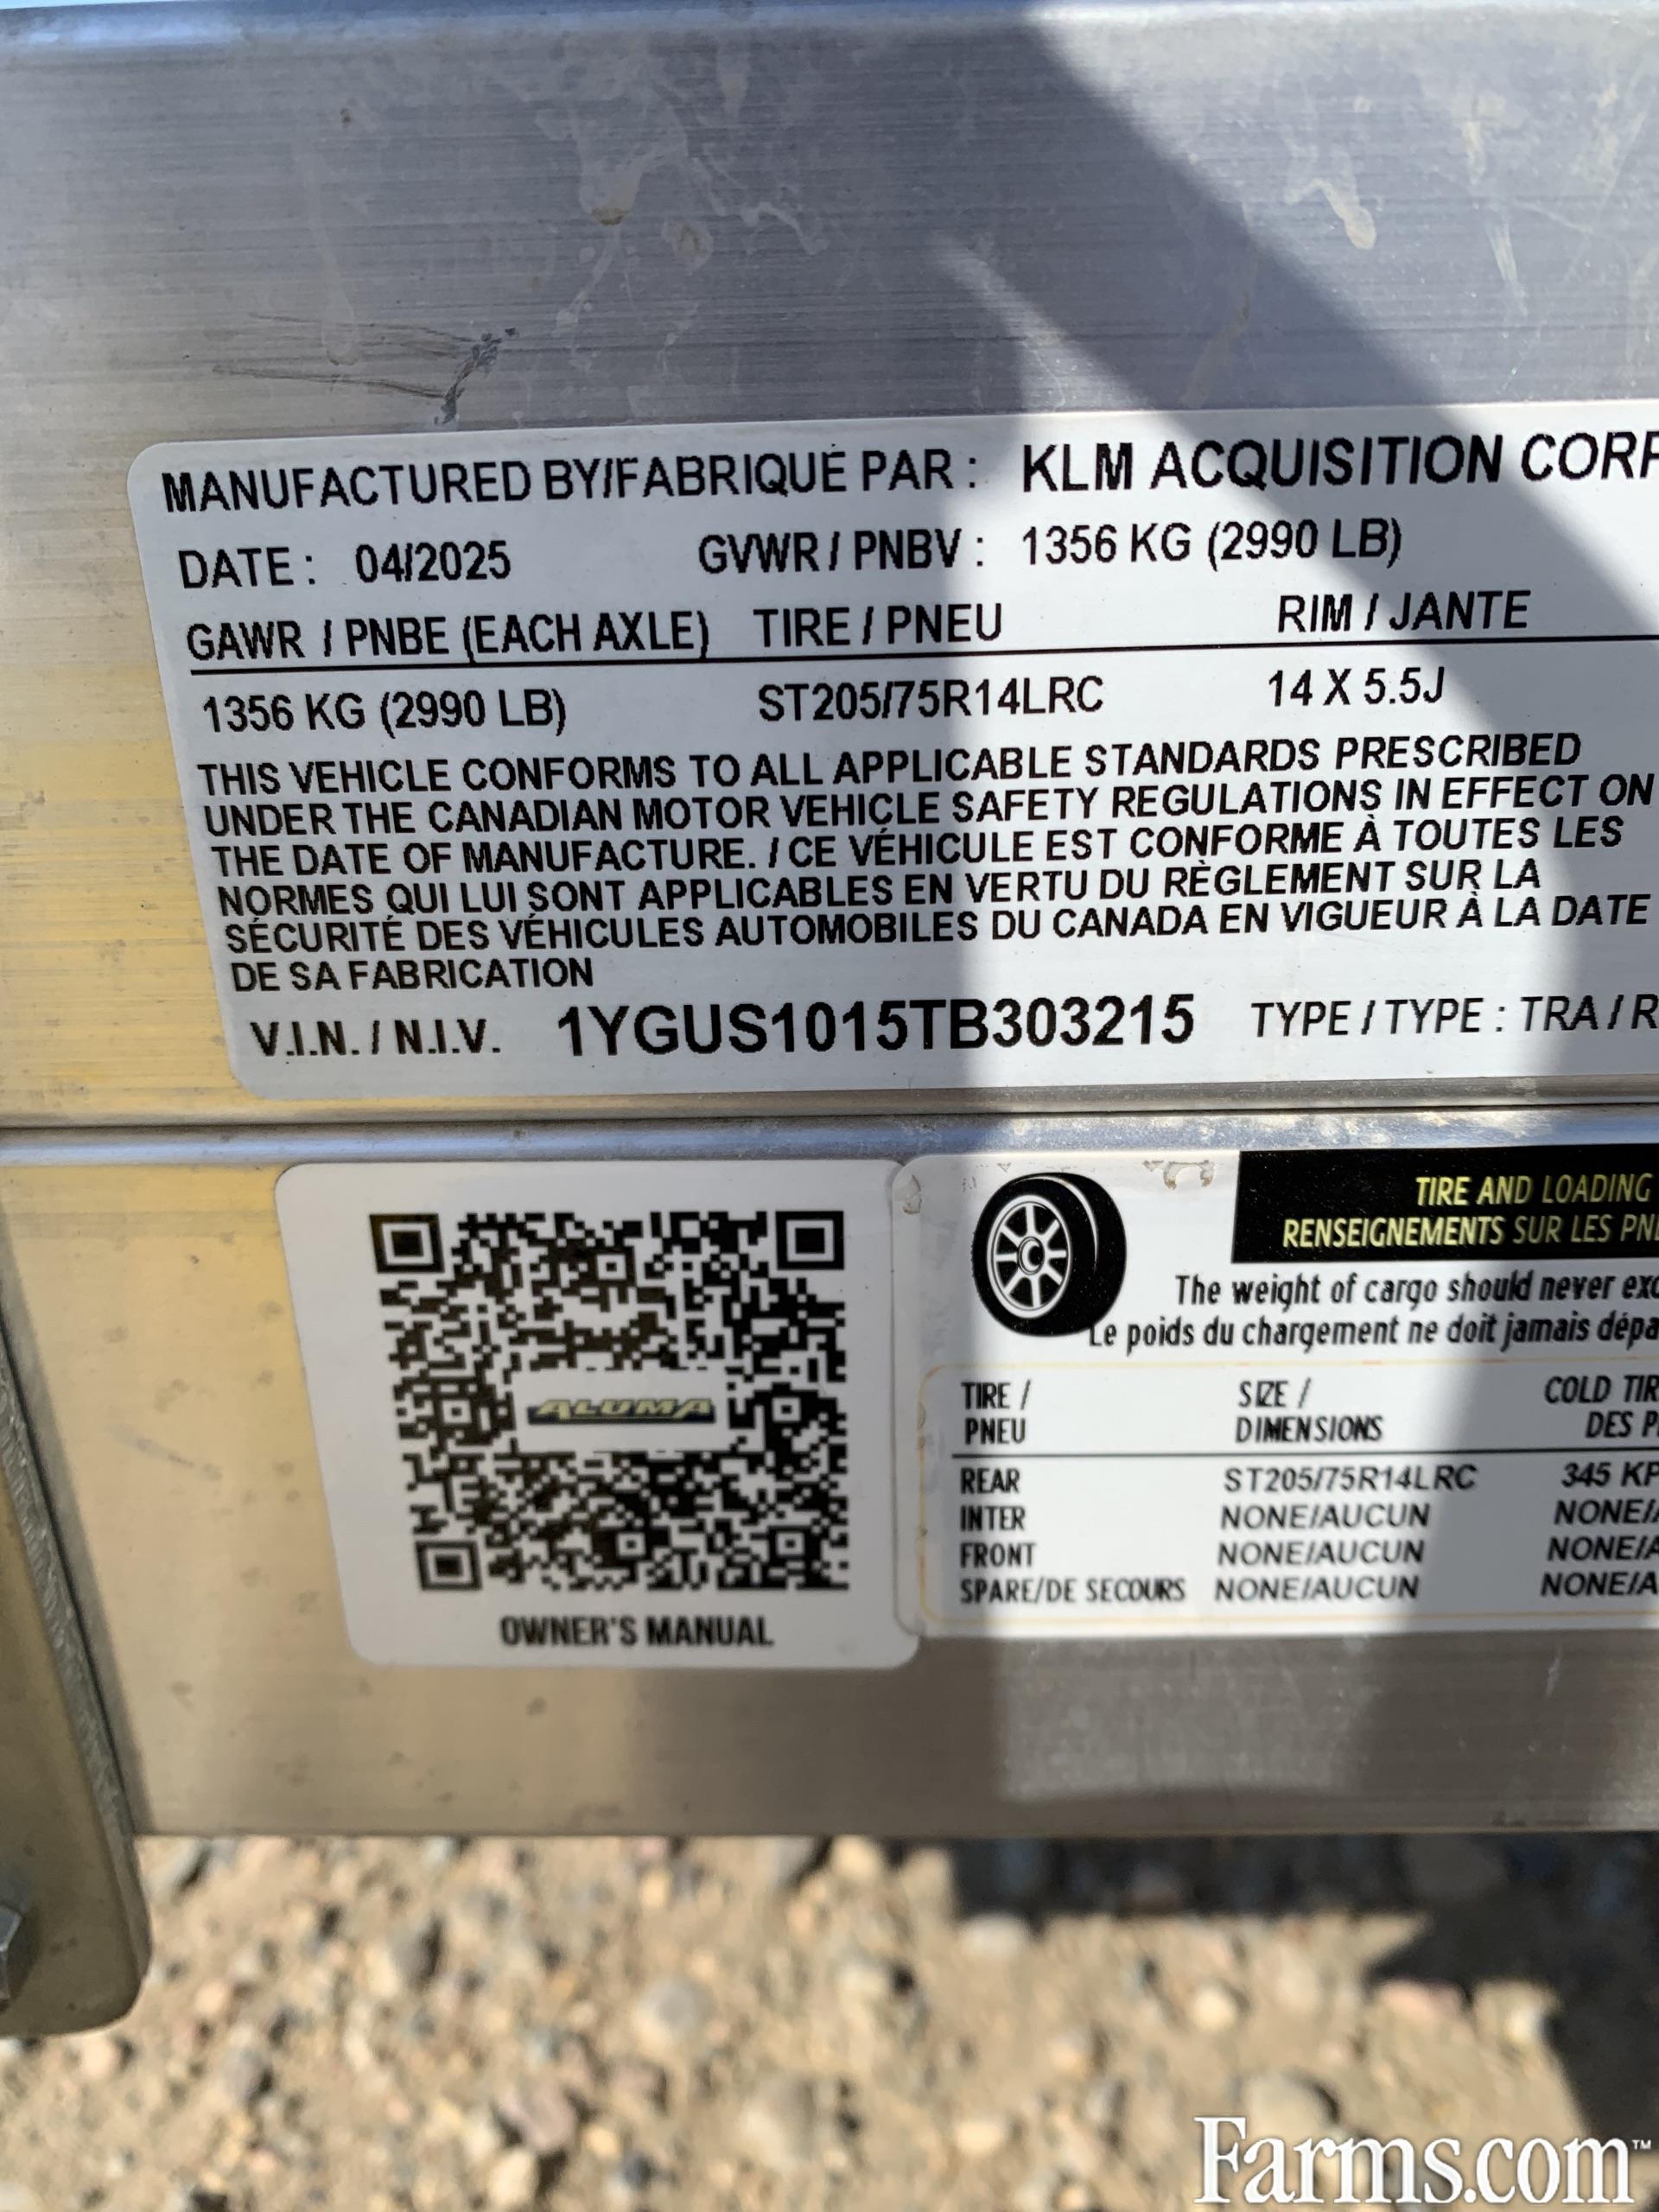 MANUFACTURED BY/FABRIQUÉ PAR : KLM ACQUISITION CORP
DATE : 04/2025 GVWR / PNBV : 1356 KG (2990 LB)
GAWR / PNBE (EACH AXLE) TIRE / PNEU RIM / JANTE
1356 KG (2990 LB) ST205/75R14LRC 14 X 5.5J
THIS VEHICLE CONFORMS TO ALL APPLICABLE STANDARDS PRESCRIBED
UNDER THE CANADIAN MOTOR VEHICLE SAFETY REGULATIONS IN EFFECT ON
THE DATE OF MANUFACTURE. / CE VÉHICULE EST CONFORME À TOUTES LES
NORMES QUI LUI SONT APPLICABLES EN VERTU DU RÈGLEMENT SUR LA
SÉCURITÉ DES VÉHICULES AUTOMOBILES DU CANADA EN VIGUEUR À LA DATE
DE SA FABRICATION
V.I.N. / N.I.V. 1YGUS1015TB303215 TYPE / TYPE : TRA / R
ALUMA
OWNER'S MANUAL
TIRE AND LOADING
RENSEIGNEMENTS SUR LES
The weight of cargo should never
Le poids du chargement ne doit jamais
TIRE / SIZE / COLD
PNEU DIMENSIONS DES
REAR ST205/75R14LRC 345
INTER NONE/AUCUN NONE/
FRONT NONE/AUCUN NONE/A
SPARE/DE SECOURS NONE/AUCUN NONE/A
Farms.com™